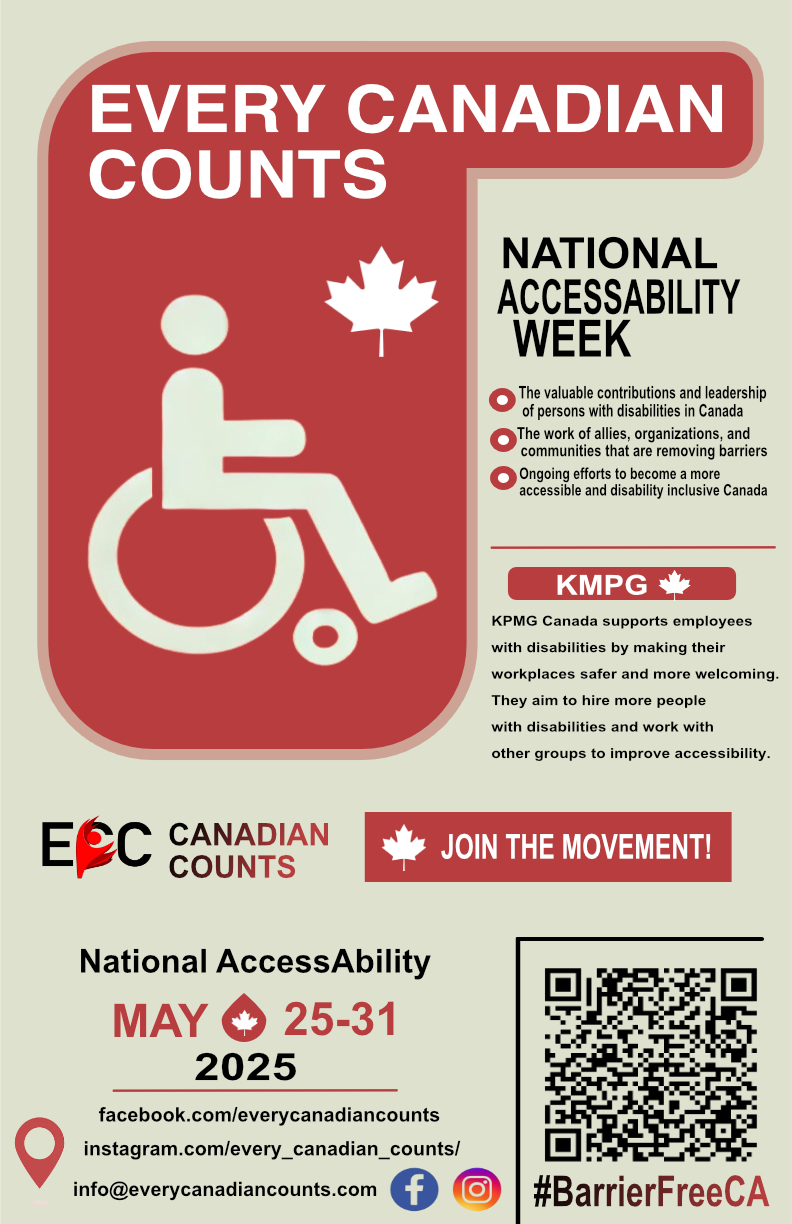 EVERY CANADIAN
COUNTS
NATIONAL
ACCESSABILITY
WEEK
The valuable contributions and leadership
of persons with disabilities in Canada
The work of allies, organizations, and
communities that are removing barriers
Ongoing efforts to become a more
accessible and disability inclusive Canada
KMPG
KPMG Canada supports employees
with disabilities by making their
workplaces safer and more welcoming.
They aim to hire more people
with disabilities and work with
other groups to improve accessibility.
ECC
CANADIAN
COUNTS
JOIN THE MOVEMENT!
National AccessAbility
MAY 25-31
2025
facebook.com/everycanadiancounts
instagram.com/every_canadian_counts/
info@everycanadiancounts.com
#BarrierFreeCA